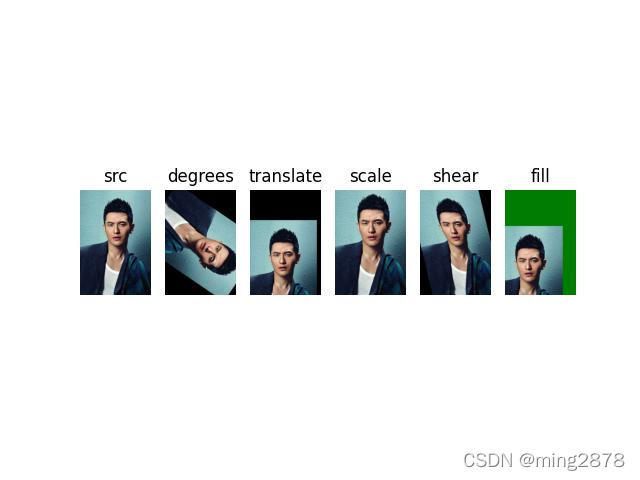 src degrees translate scale shear fill
CSDN @ming2878